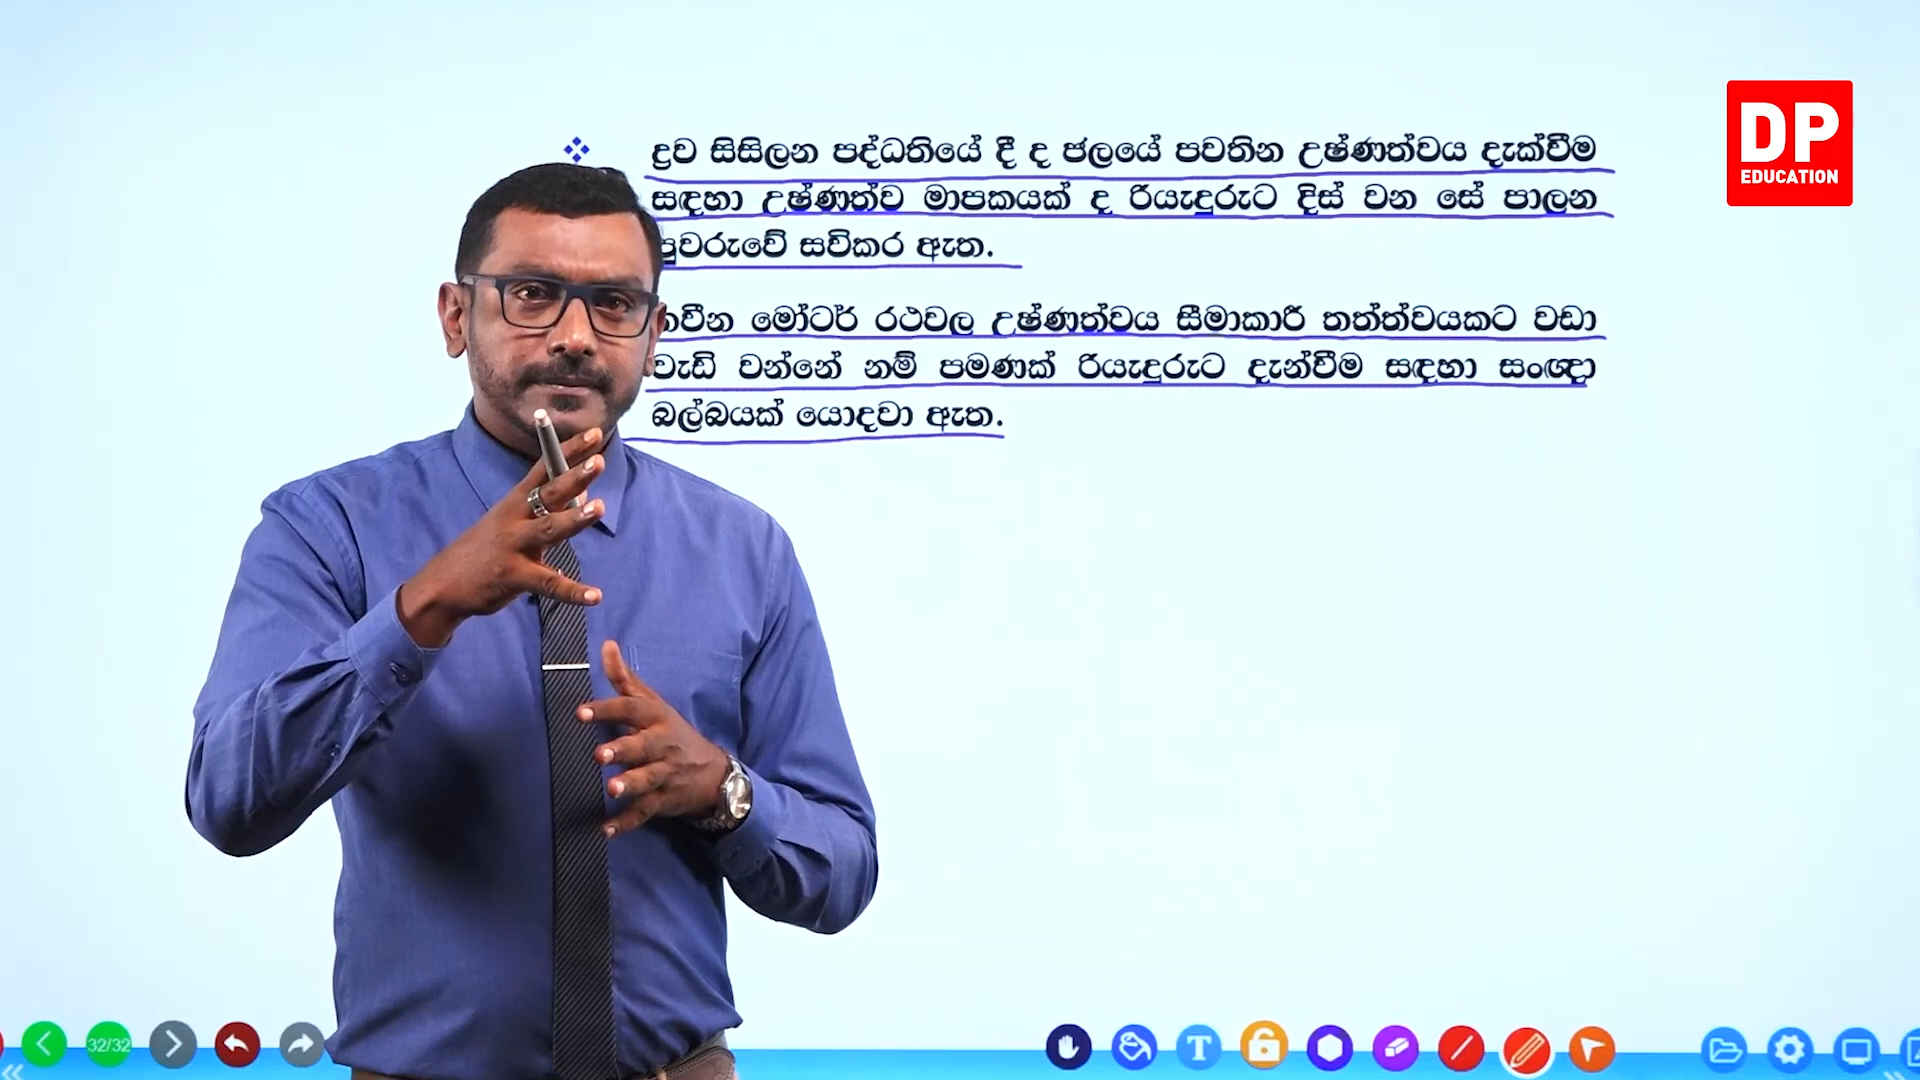 ද්‍රව සිසිලන පද්ධතියේ දී ද ජලයේ පවතින උෂ්ණත්වය දැක්වීම
සඳහා උෂ්ණත්ව මාපකයක් ද රියැදුරුට දිස් වන සේ පාලන
පුවරුවේ සවිකර ඇත.
නවීන මෝටර් රථවල උෂ්ණත්වය සීමාකාරී තත්ත්වයකට වඩා
වැඩි වන්නේ නම් පමණක් රියැදුරුට දැන්වීම සඳහා සංඥා
බල්බයක් යොදවා ඇත.
DP
EDUCATION
32/32
T